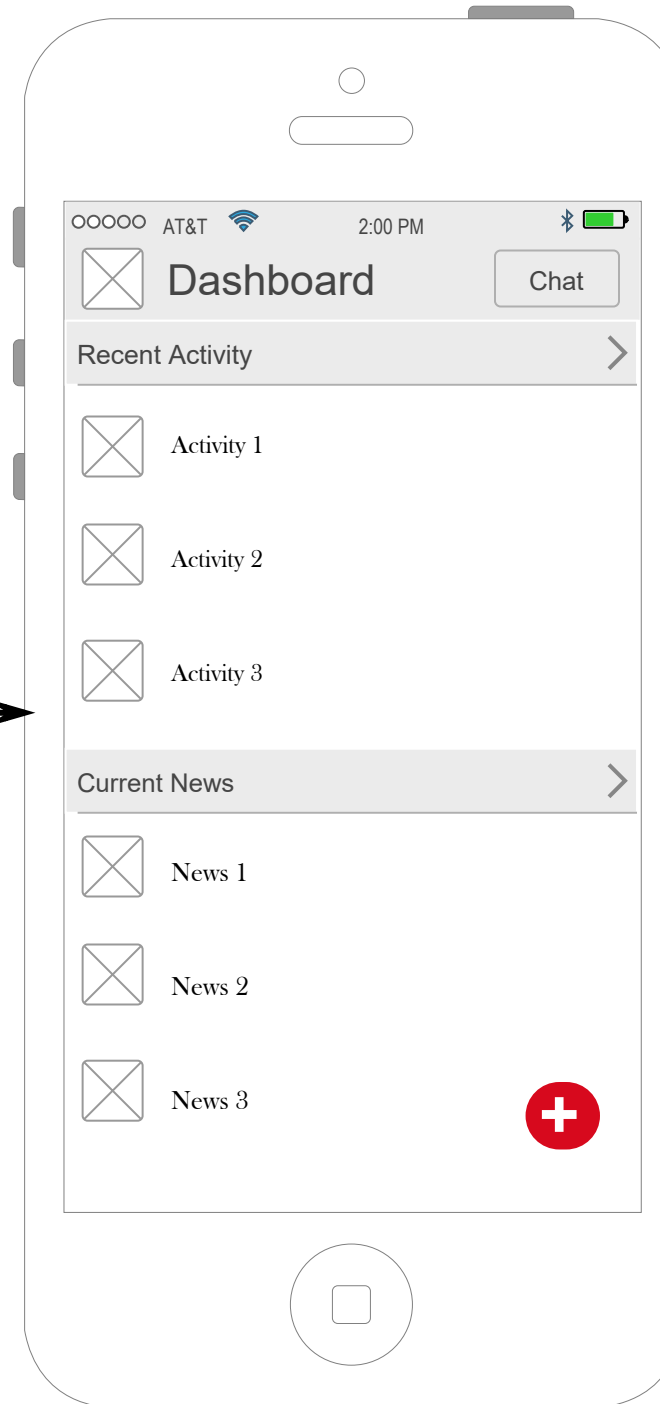 AT&T 2:00 PM
Dashboard Chat
Recent Activity
Activity 1
Activity 2
Activity 3
Current News
News 1
News 2
News 3